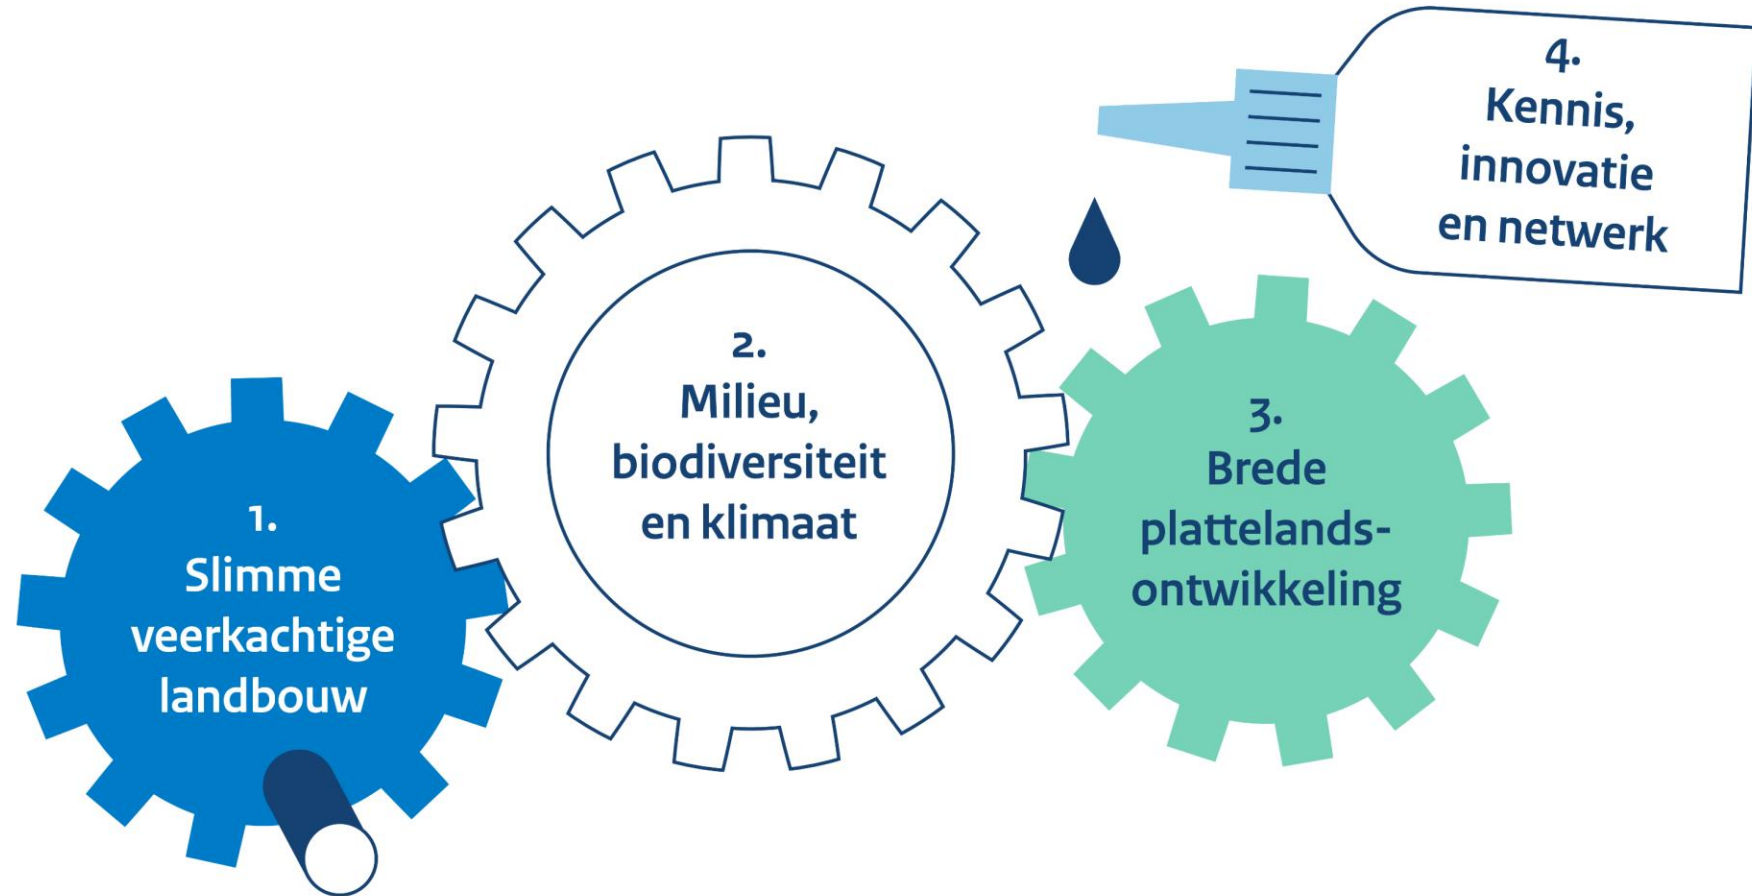 1.
Slimme
veerkachtige
landbouw
2.
Milieu,
biodiversiteit
en klimaat
3.
Brede
plattelands-
ontwikkeling
4.
Kennis,
innovatie
en netwerk